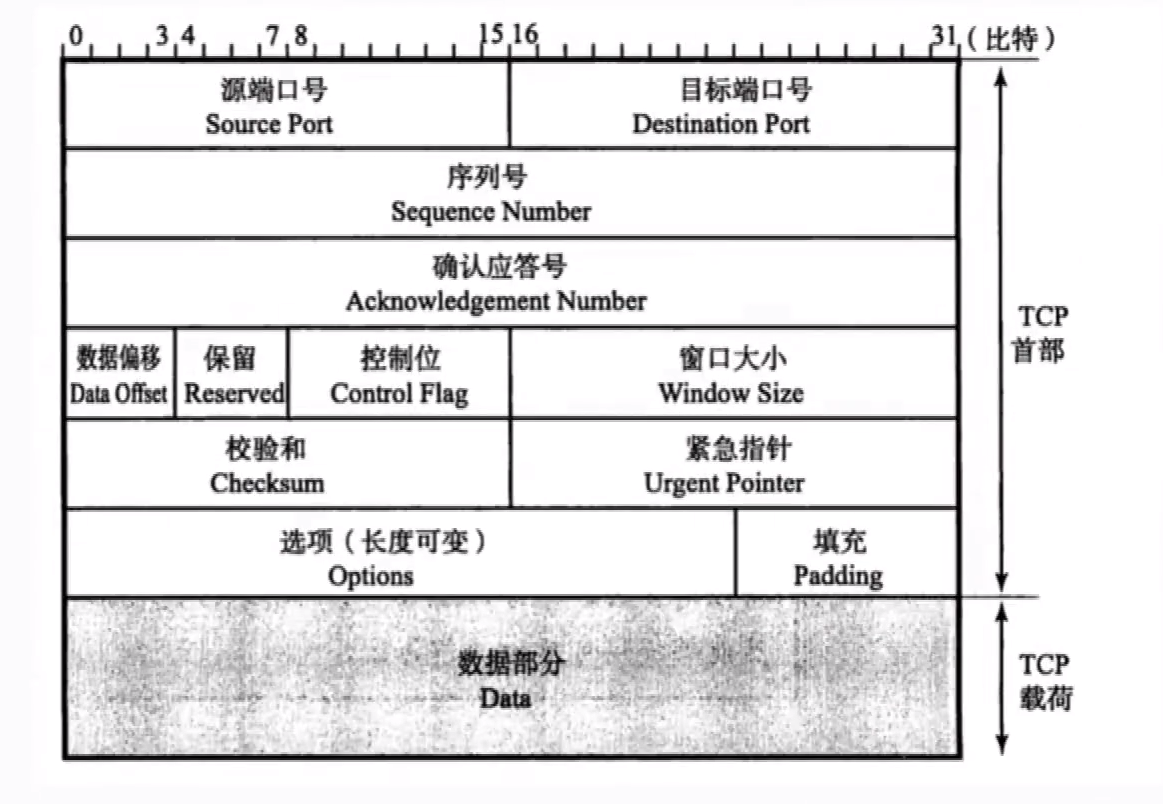 0 3 4 7 8 15 16 31 (比特)
源端口号
Source Port
目标端口号
Destination Port
序列号
Sequence Number
确认应答号
Acknowledgement Number
数据偏移
Data Offset
保留
Reserved
控制位
Control Flag
窗口大小
Window Size
校验和
Checksum
紧急指针
Urgent Pointer
选项(长度可变)
Options
填充
Padding
TCP
首部
数据部分
Data
TCP
载荷